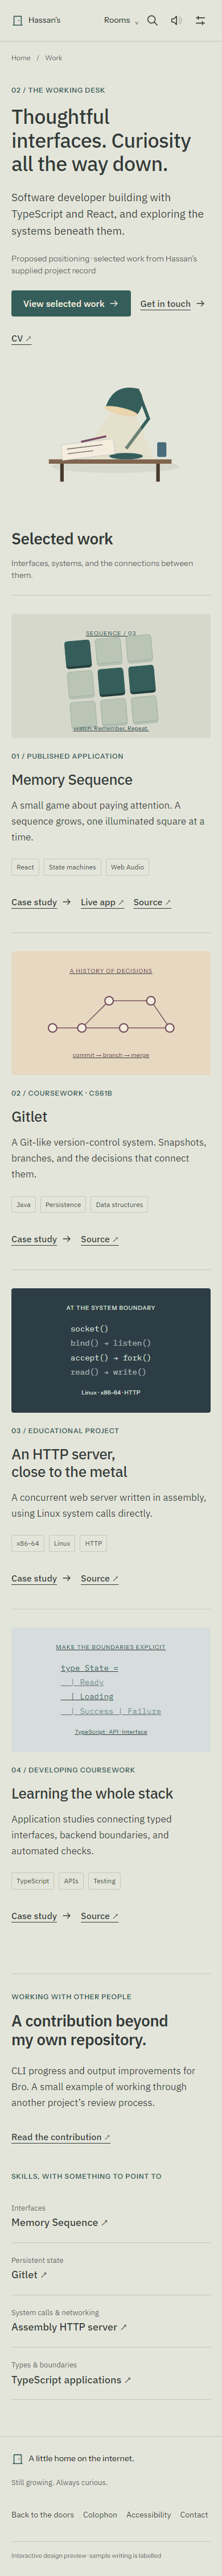 Hassan's
Rooms
Home / Work
02 / THE WORKING DESK
Thoughtful
interfaces. Curiosity
all the way down.
Software developer building with
TypeScript and React, and exploring the
systems beneath them.
Proposed positioning · selected work from Hassan's
supplied project record
View selected work →
Get in touch →
CV ↗
Selected work
Interfaces, systems, and the connections between
them.
SEQUENCE / 03
Watch. Remember. Repeat.
01 / PUBLISHED APPLICATION
Memory Sequence
A small game about paying attention. A
sequence grows, one illuminated square at a
time.
React State machines Web Audio
Case study → Live app ↗ Source ↗
A HISTORY OF DECISIONS
commit → branch → merge
02 / COURSEWORK · CS61B
Gitlet
A Git-like version-control system. Snapshots,
branches, and the decisions that connect
them.
Java Persistence Data structures
Case study → Source ↗
AT THE SYSTEM BOUNDARY
socket()
bind() → listen()
accept() → fork()
read() → write()
Linux · x86-64 · HTTP
03 / EDUCATIONAL PROJECT
An HTTP server,
close to the metal
A concurrent web server written in assembly,
using Linux system calls directly.
x86-64 Linux HTTP
Case study → Source ↗
MAKE THE BOUNDARIES EXPLICIT
type State =
| Ready
| Loading
| Success | Failure
TypeScript · API · Interface
04 / DEVELOPING COURSEWORK
Learning the whole stack
Application studies connecting typed
interfaces, backend boundaries, and
automated checks.
TypeScript APIs Testing
Case study → Source ↗
WORKING WITH OTHER PEOPLE
A contribution beyond
my own repository.
CLI progress and output improvements for
Bro. A small example of working through
another project's review process.
Read the contribution ↗
SKILLS, WITH SOMETHING TO POINT TO
Interfaces
Memory Sequence ↗
Persistent state
Gitlet ↗
System calls & networking
Assembly HTTP server ↗
Types & boundaries
TypeScript applications ↗
A little home on the internet.
Still growing. Always curious.
Back to the doors Colophon Accessibility Contact
Interactive design preview · sample writing is labelled